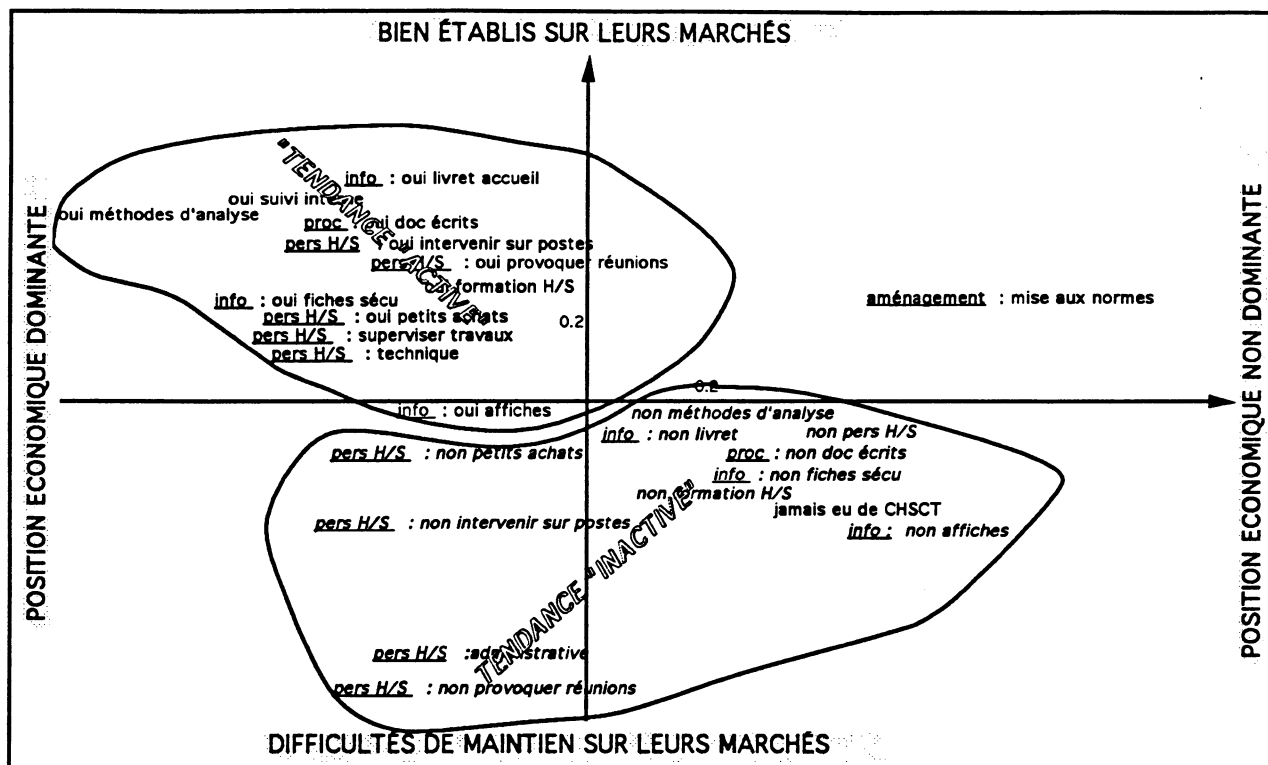 BIEN ÉTABLIS SUR LEURS MARCHÉS
POSITION ECONOMIQUE DOMINANTE
POSITION ECONOMIQUE NON DOMINANTE
"TENDANCE "ACTIVE"
info : oui livret accueil
oui suivi interne
oui méthodes d'analyse
proc : oui doc écrits
pers H/S : oui intervenir sur postes
pers H/S : oui provoquer réunions
formation H/S
info : oui fiches sécu
aménagement : mise aux normes
pers H/S : oui petits achats
0.2
pers H/S : superviser travaux
pers H/S : technique
0.2
info : oui affiches
non méthodes d'analyse
info : non livret
non pers H/S
pers H/S : non petits achats
proc : non doc écrits
info : non fiches sécu
non formation H/S
jamais eu de CHSCT
pers H/S : non intervenir sur postes
info : non affiches
TENDANCE "INACTIVE"
pers H/S : administrative
pers H/S : non provoquer réunions
DIFFICULTÉS DE MAINTIEN SUR LEURS MARCHÉS